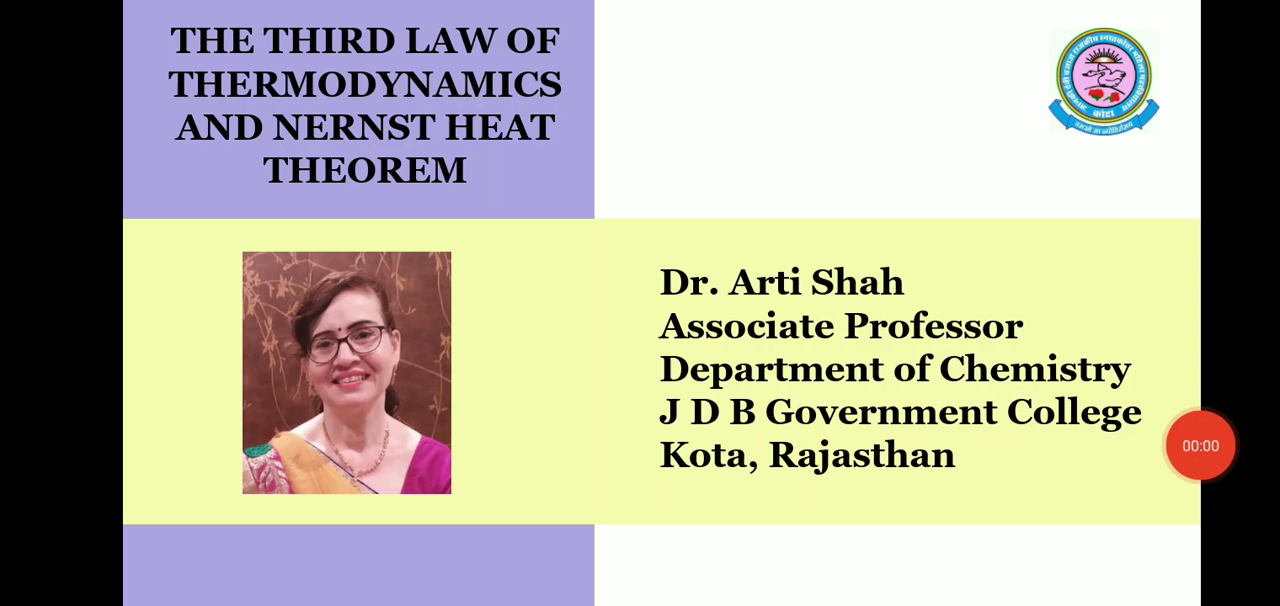 THE THIRD LAW OF
THERMODYNAMICS
AND NERNST HEAT
THEOREM
Dr. Arti Shah
Associate Professor
Department of Chemistry
J D B Government College
Kota, Rajasthan
00:00
कोटा